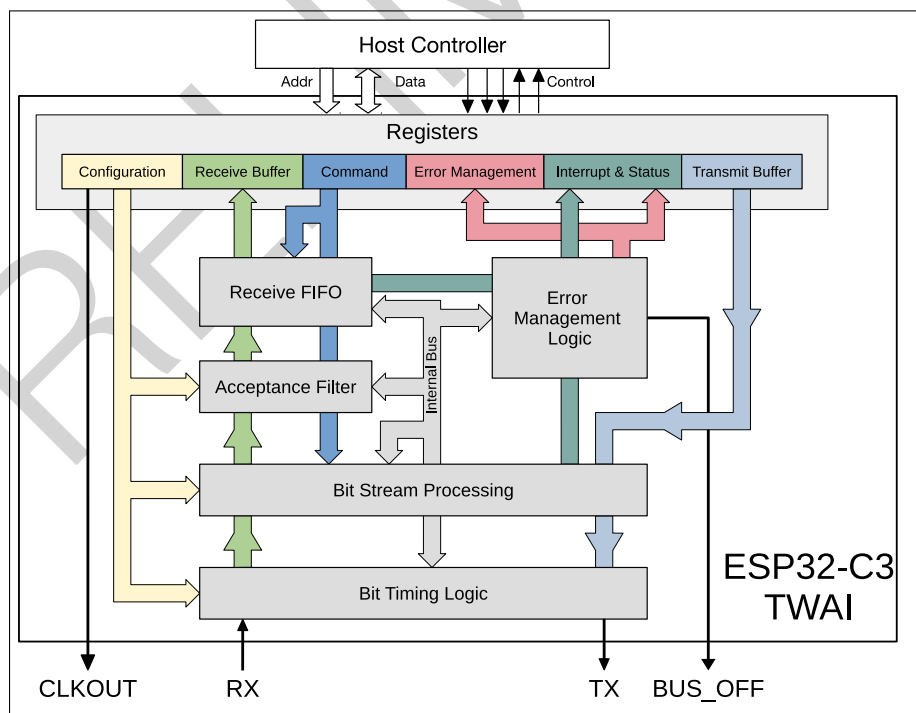 Host Controller
Addr
Data
Control
Registers
Configuration
Receive Buffer
Command
Error Management
Interrupt & Status
Transmit Buffer
Receive FIFO
Error
Management
Logic
Internal Bus
Acceptance Filter
Bit Stream Processing
Bit Timing Logic
ESP32-C3
TWAI
CLKOUT
RX
TX
BUS_OFF